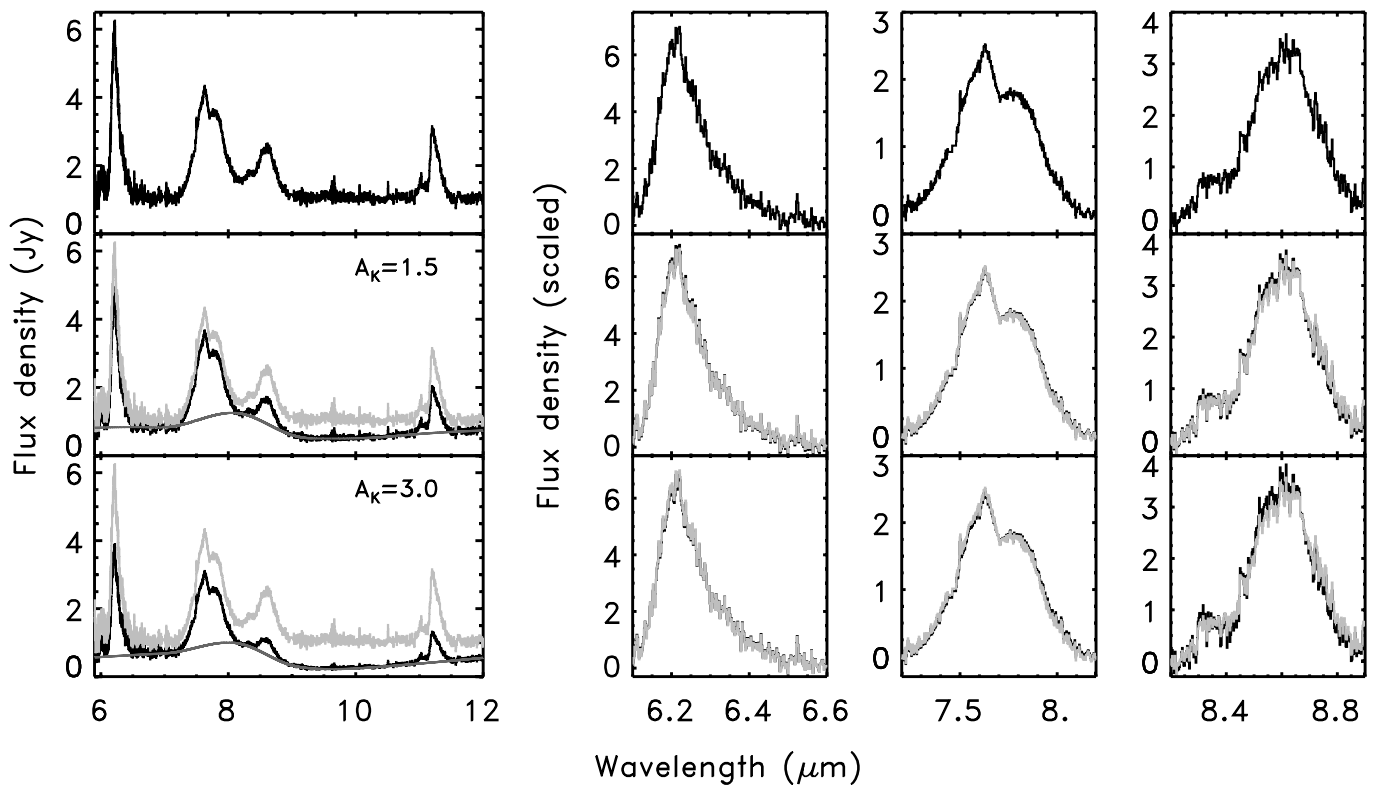 6 4 2 0
6 4 2 0
3 2 1 0
4 3 2 1 0
A_K=1.5
6 4 2 0
6 4 2 0
3 2 1 0
4 3 2 1 0
A_K=3.0
6 4 2 0
6 4 2 0
3 2 1 0
4 3 2 1 0
Flux density (Jy)
Flux density (scaled)
6 8 10 12
6.2 6.4 6.6
7.5 8.
8.4 8.8
Wavelength (μm)